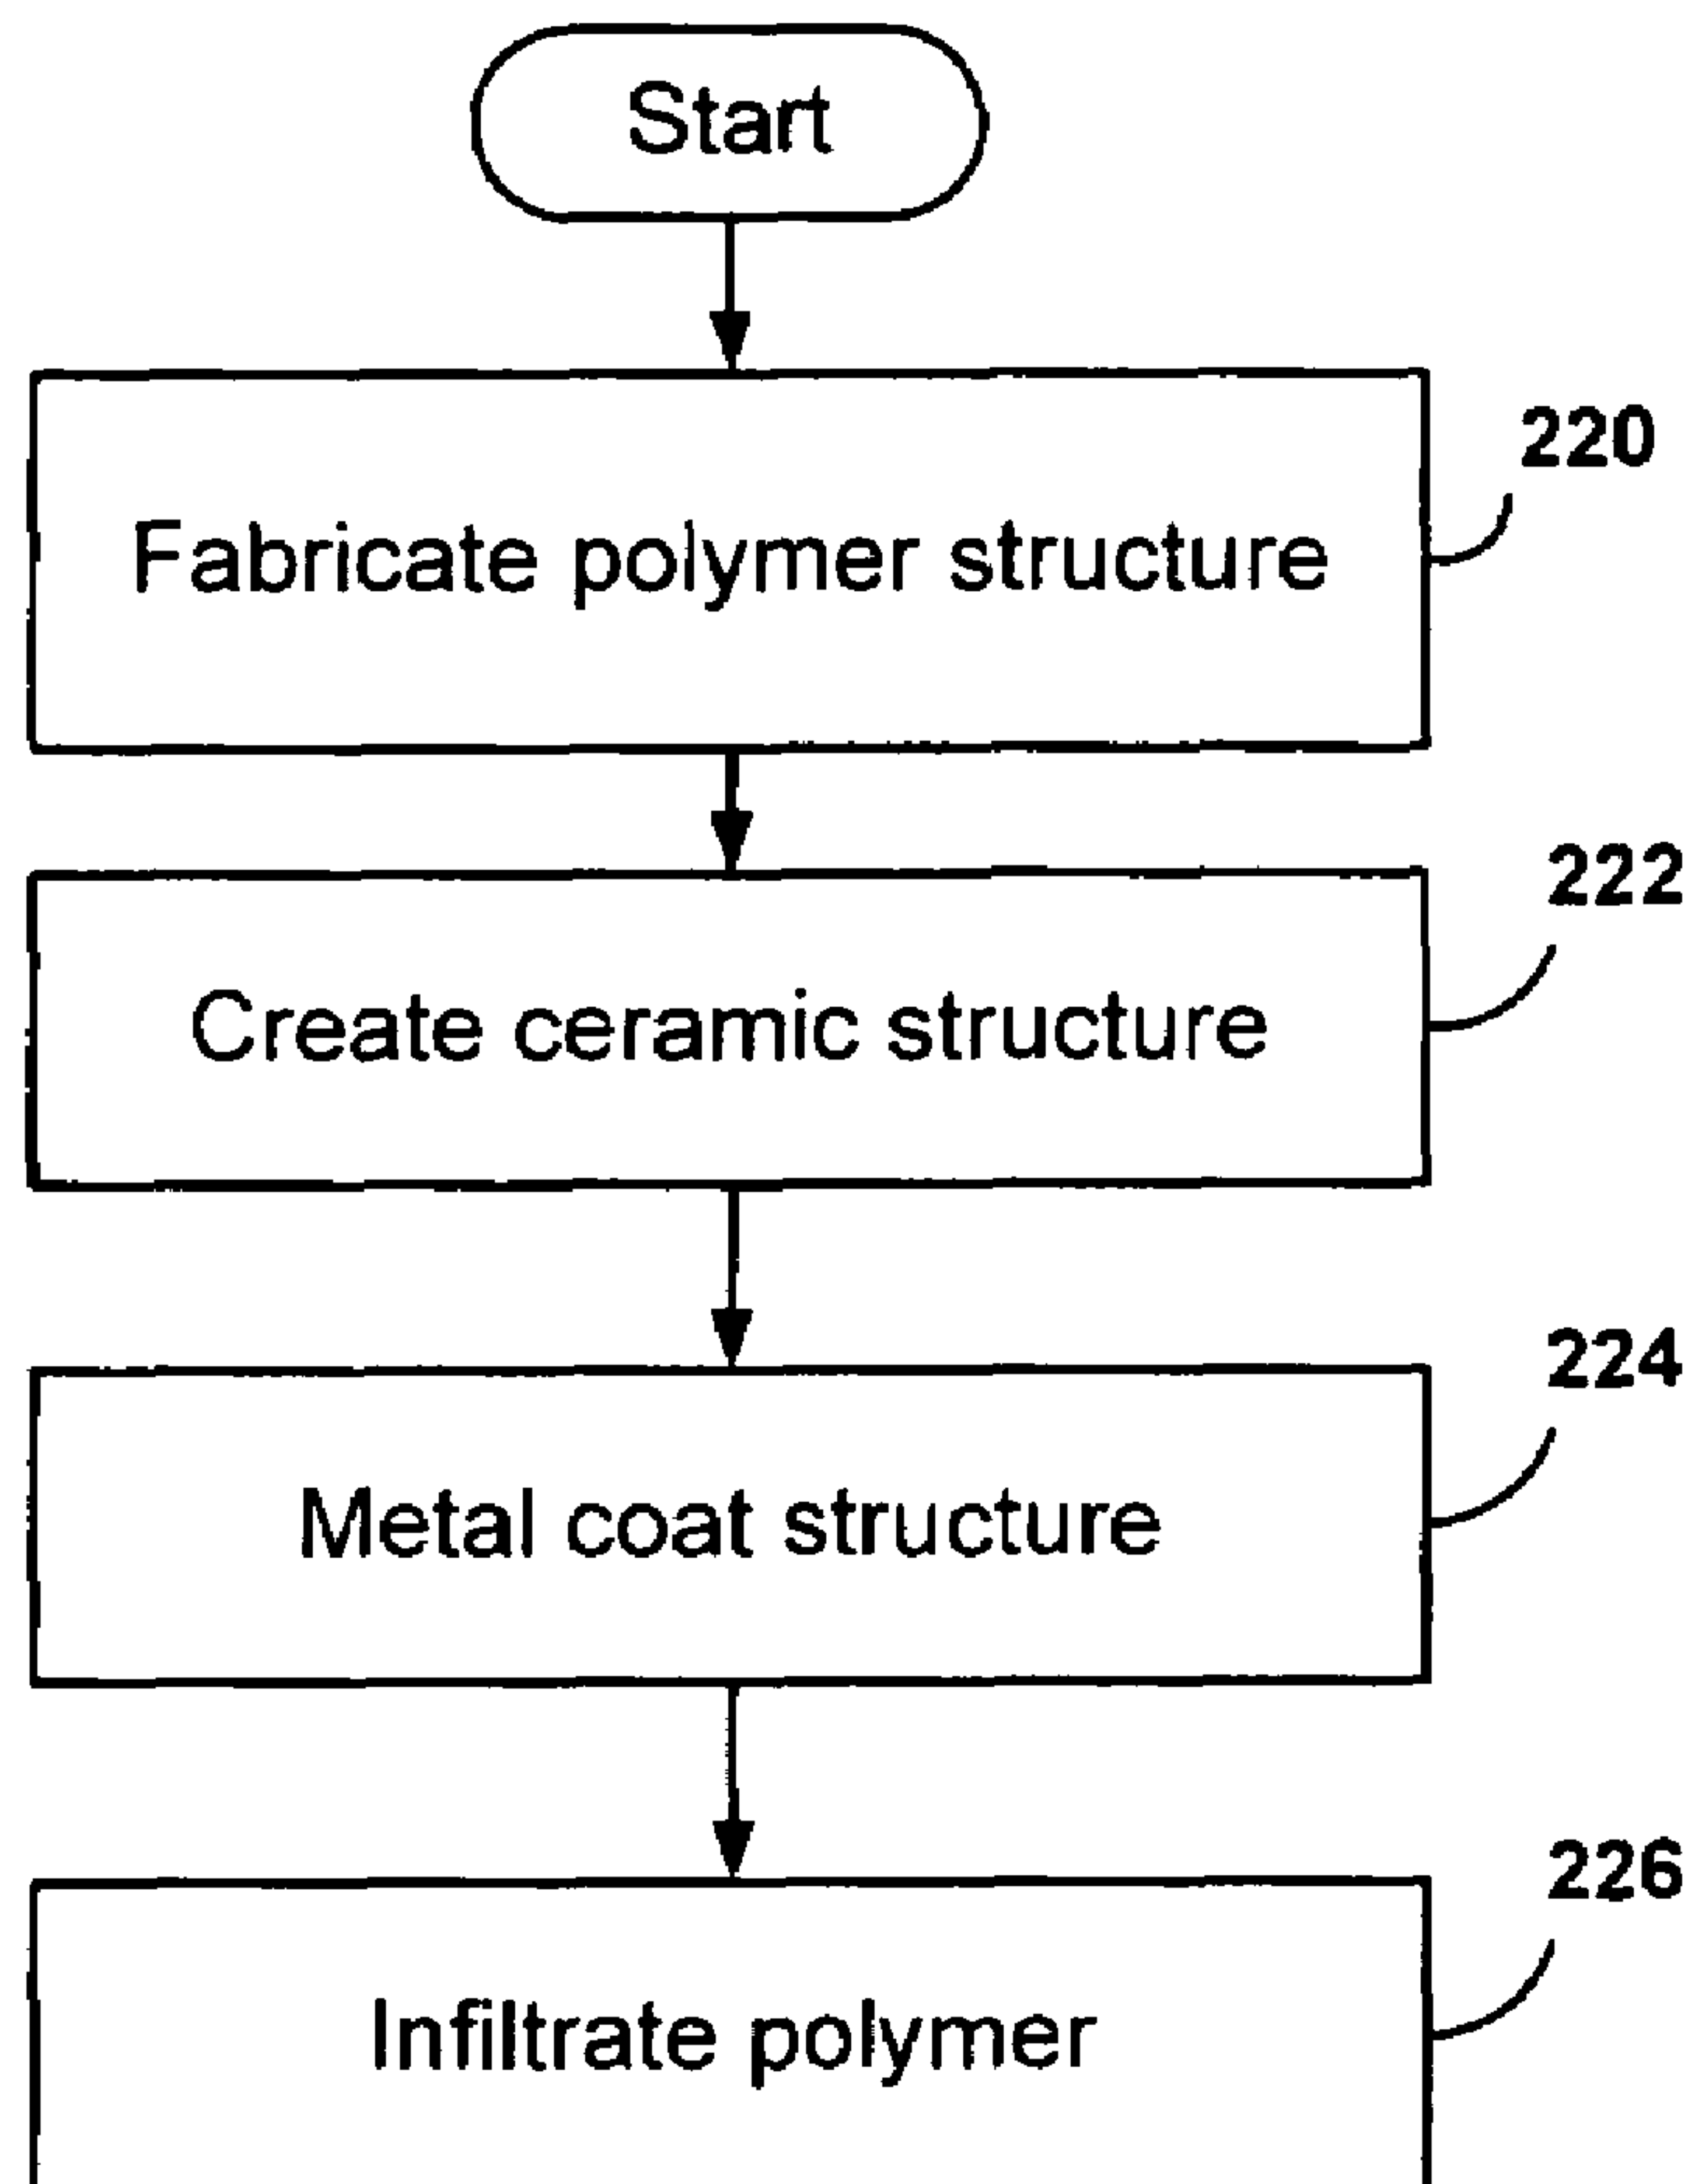 Start
220
Fabricate polymer structure
222
Create ceramic structure
224
Metal coat structure
226
Infiltrate polymer